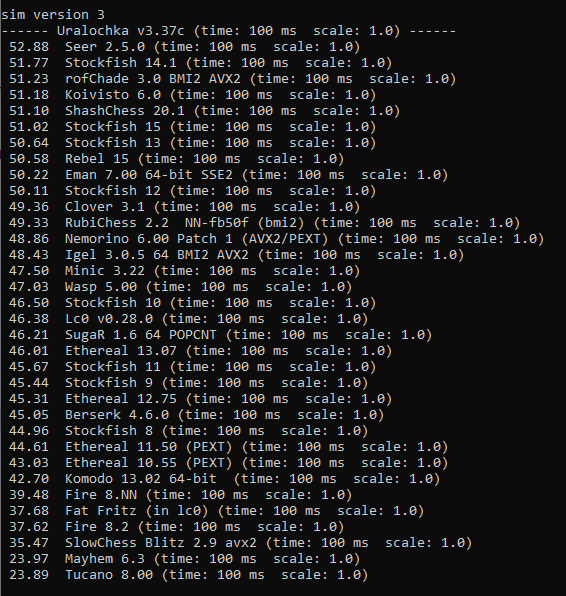 sim version 3
------ Uralochka v3.37c (time: 100 ms  scale: 1.0) ------
 52.88  Seer 2.5.0 (time: 100 ms  scale: 1.0)
 51.77  Stockfish 14.1 (time: 100 ms  scale: 1.0)
 51.23  rofChade 3.0 BMI2 AVX2 (time: 100 ms  scale: 1.0)
 51.18  Koivisto 6.0 (time: 100 ms  scale: 1.0)
 51.10  ShashChess 20.1 (time: 100 ms  scale: 1.0)
 51.02  Stockfish 15 (time: 100 ms  scale: 1.0)
 50.64  Stockfish 13 (time: 100 ms  scale: 1.0)
 50.58  Rebel 15 (time: 100 ms  scale: 1.0)
 50.22  Eman 7.00 64-bit SSE2 (time: 100 ms  scale: 1.0)
 50.11  Stockfish 12 (time: 100 ms  scale: 1.0)
 49.36  Clover 3.1 (time: 100 ms  scale: 1.0)
 49.33  RubiChess 2.2  NN-fb50f (bmi2) (time: 100 ms  scale: 1.0)
 48.86  Nemorino 6.00 Patch 1 (AVX2/PEXT) (time: 100 ms  scale: 1.0)
 48.43  Igel 3.0.5 64 BMI2 AVX2 (time: 100 ms  scale: 1.0)
 47.50  Minic 3.22 (time: 100 ms  scale: 1.0)
 47.03  Wasp 5.00 (time: 100 ms  scale: 1.0)
 46.50  Stockfish 10 (time: 100 ms  scale: 1.0)
 46.38  Lc0 v0.28.0 (time: 100 ms  scale: 1.0)
 46.21  SugaR 1.6 64 POPCNT (time: 100 ms  scale: 1.0)
 46.01  Ethereal 13.07 (time: 100 ms  scale: 1.0)
 45.67  Stockfish 11 (time: 100 ms  scale: 1.0)
 45.44  Stockfish 9 (time: 100 ms  scale: 1.0)
 45.31  Ethereal 12.75 (time: 100 ms  scale: 1.0)
 45.05  Berserk 4.6.0 (time: 100 ms  scale: 1.0)
 44.96  Stockfish 8 (time: 100 ms  scale: 1.0)
 44.61  Ethereal 11.50 (PEXT) (time: 100 ms  scale: 1.0)
 43.03  Ethereal 10.55 (PEXT) (time: 100 ms  scale: 1.0)
 42.70  Komodo 13.02 64-bit  (time: 100 ms  scale: 1.0)
 39.48  Fire 8.NN (time: 100 ms  scale: 1.0)
 37.68  Fat Fritz (in lc0) (time: 100 ms  scale: 1.0)
 37.62  Fire 8.2 (time: 100 ms  scale: 1.0)
 35.47  SlowChess Blitz 2.9 avx2 (time: 100 ms  scale: 1.0)
 23.97  Mayhem 6.3 (time: 100 ms  scale: 1.0)
 23.89  Tucano 8.00 (time: 100 ms  scale: 1.0)